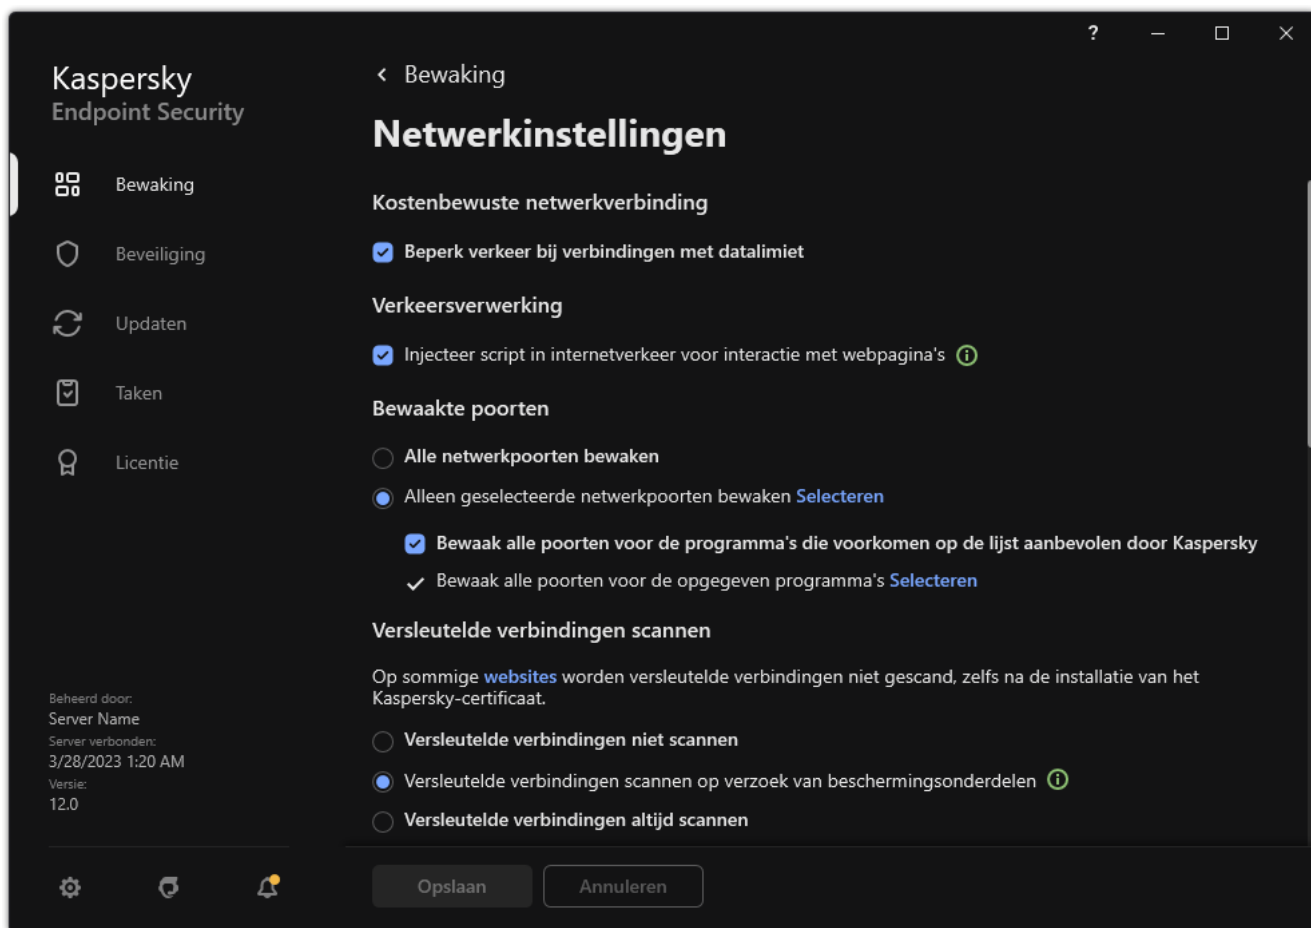 ?
Kaspersky
Endpoint Security
Bewaking
Beveiliging
Updaten
Taken
Licentie
Beheerd door:
Server Name
Server verbonden:
3/28/2023 1:20 AM
Versie:
12.0
Bewaking
Netwerkinstellingen
Kostenbewuste netwerkverbinding
Beperk verkeer bij verbindingen met datalimiet
Verkeersverwerking
Injecteer script in internetverkeer voor interactie met webpagina's
Bewaakte poorten
Alle netwerkpoorten bewaken
Alleen geselecteerde netwerkpoorten bewaken Selecteren
Bewaak alle poorten voor de programma's die voorkomen op de lijst aanbevolen door Kaspersky
Bewaak alle poorten voor de opgegeven programma's Selecteren
Versleutelde verbindingen scannen
Op sommige websites worden versleutelde verbindingen niet gescand, zelfs na de installatie van het
Kaspersky-certificaat.
Versleutelde verbindingen niet scannen
Versleutelde verbindingen scannen op verzoek van beschermingsonderdelen
Versleutelde verbindingen altijd scannen
Opslaan
Annuleren